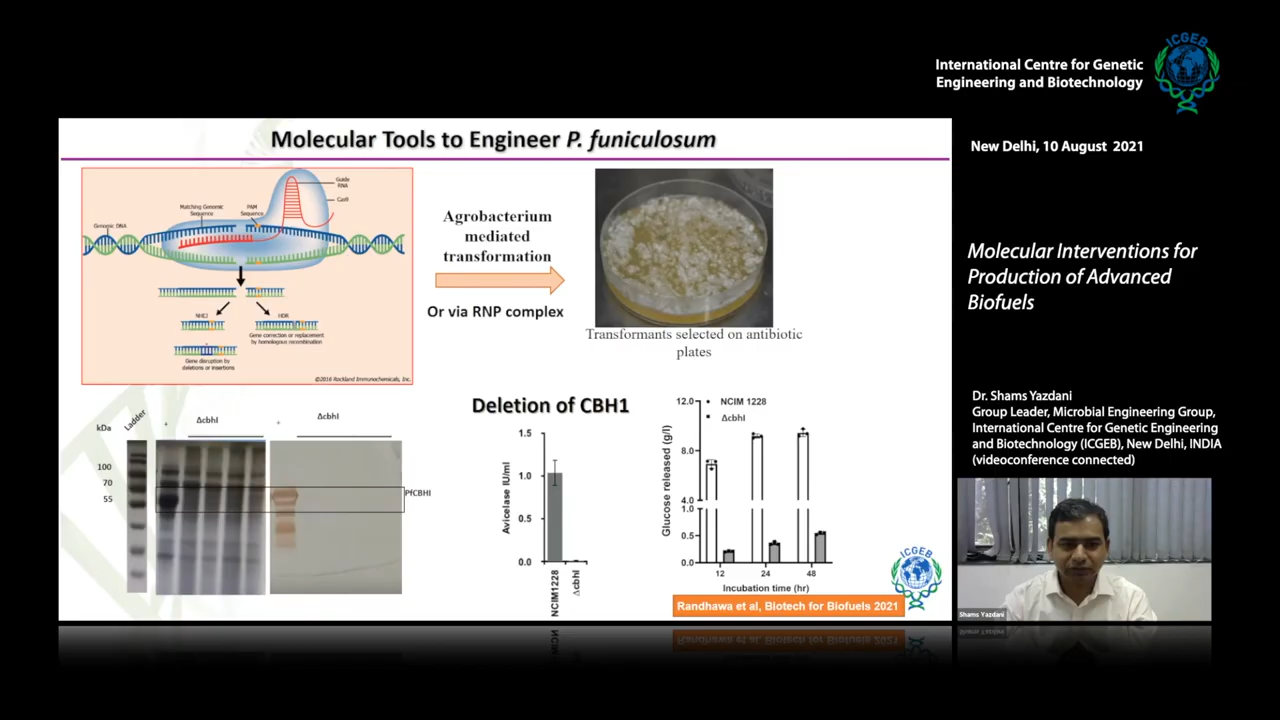 International Centre for Genetic
Engineering and Biotechnology
ICGEB
New Delhi, 10 August 2021
Molecular Interventions for
Production of Advanced
Biofuels
Dr. Shams Yazdani
Group Leader, Microbial Engineering Group,
International Centre for Genetic Engineering
and Biotechnology (ICGEB), New Delhi, INDIA
(videoconference connected)
Shams Yazdani
Molecular Tools to Engineer P. funiculosum
Guide
RNA
Cas9
Matching Genomic
Sequence
PAM
Sequence
Genomic DNA
NHEJ
HDR
Gene correction or replacement
by homologous recombination
Gene disruption by
deletions or insertions
©2016 Rockland Immunochemicals, Inc.
Agrobacterium
mediated
transformation
Or via RNP complex
Transformants selected on antibiotic
plates
kDa
Ladder
+
ΔcbhI
+
ΔcbhI
100
70
55
PfCBHI
Deletion of CBH1
Avicelase IU/ml
1.5
1.0
0.5
0.0
NCIM1228
ΔcbhI
NCIM 1228
ΔcbhI
Glucose released (g/l)
12.0
8.0
4.0
1.0
0.5
0.0
12
24
48
Incubation time (hr)
Randhawa et al, Biotech for Biofuels 2021
ICGEB